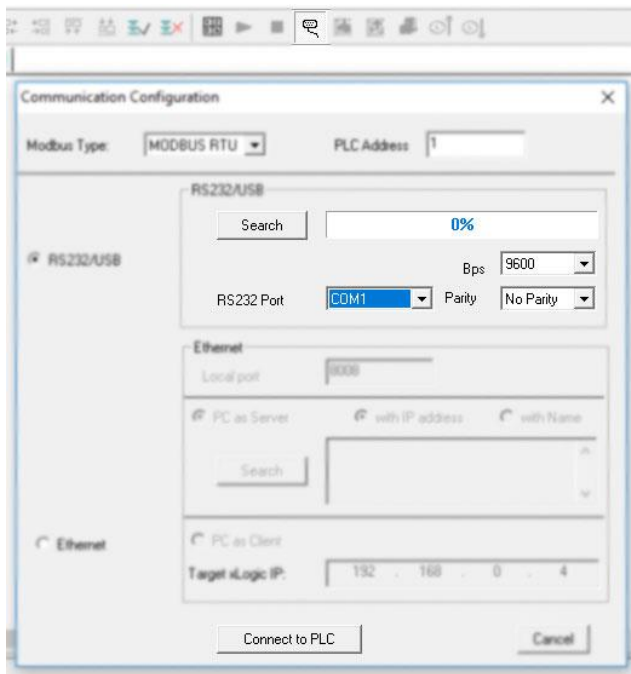 Communication Configuration
Modbus Type: MODBUS RTU PLC Address 1
RS232/USB
Search 0%
RS232/USB
Bps 9600
RS232 Port COM1 Parity No Parity
Ethernet
Local port 8008
PC as Server with IP address with Name
Search
Ethernet
PC as Client
Target xLogic IP: 192 . 168 . 0 . 4
Connect to PLC Cancel